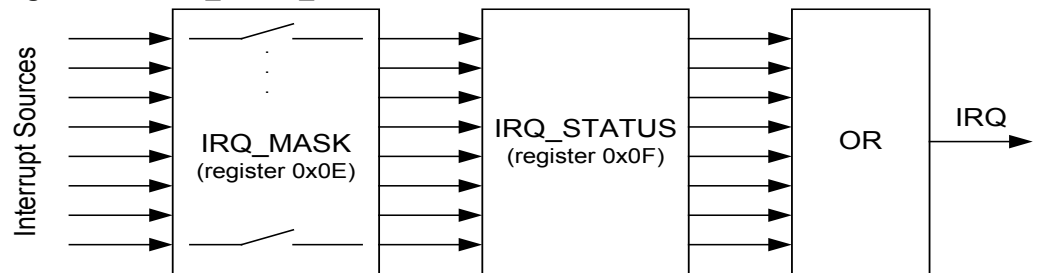 Interrupt Sources
IRQ_MASK
(register 0x0E)
IRQ_STATUS
(register 0x0F)
OR
IRQ